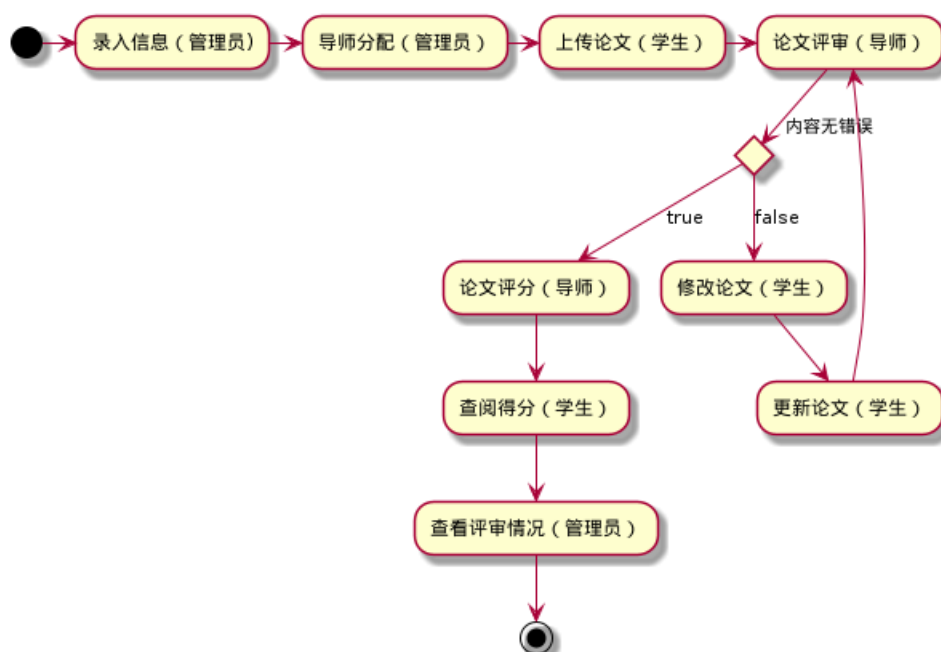 录入信息（管理员）
导师分配（管理员）
上传论文（学生）
论文评审（导师）
内容无错误
true
false
论文评分（导师）
修改论文（学生）
查阅得分（学生）
更新论文（学生）
查看评审情况（管理员）